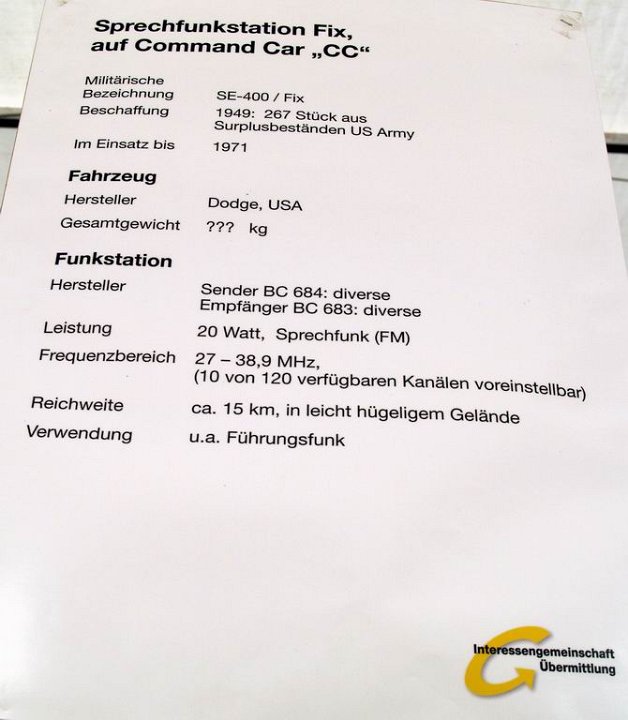 Sprechfunkstation Fix,
auf Command Car „CC“
Militärische
Bezeichnung SE-400 / Fix
Beschaffung 1949: 267 Stück aus
Surplusbeständen US Army
Im Einsatz bis 1971
Fahrzeug
Hersteller Dodge, USA
Gesamtgewicht ??? kg
Funkstation
Hersteller Sender BC 684: diverse
Empfänger BC 683: diverse
Leistung 20 Watt, Sprechfunk (FM)
Frequenzbereich 27 – 38,9 MHz,
(10 von 120 verfügbaren Kanälen voreinstellbar)
Reichweite ca. 15 km, in leicht hügeligem Gelände
Verwendung u.a. Führungsfunk
Interessengemeinschaft
Übermittlung